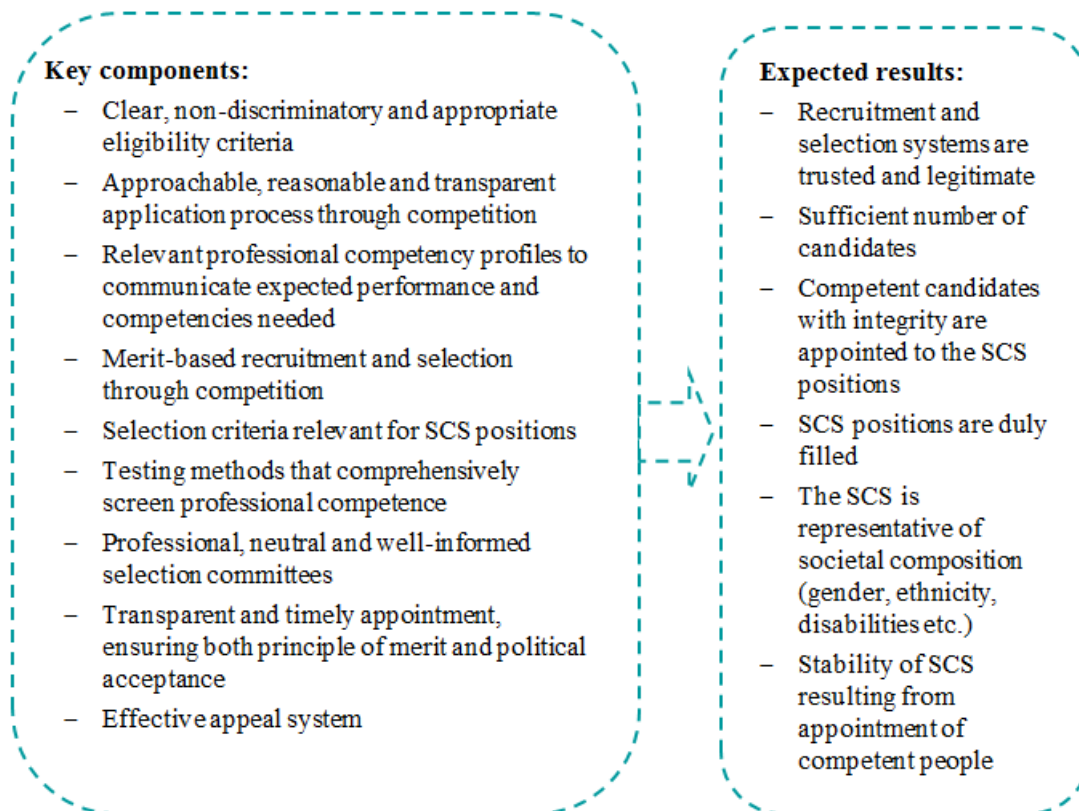 Key components:
– Clear, non-discriminatory and appropriate
eligibility criteria
– Approachable, reasonable and transparent
application process through competition
– Relevant professional competency profiles to
communicate expected performance and
competencies needed
– Merit-based recruitment and selection
through competition
– Selection criteria relevant for SCS positions
– Testing methods that comprehensively
screen professional competence
– Professional, neutral and well-informed
selection committees
– Transparent and timely appointment,
ensuring both principle of merit and political
acceptance
– Effective appeal system
Expected results:
– Recruitment and
selection systems are
trusted and legitimate
– Sufficient number of
candidates
– Competent candidates
with integrity are
appointed to the SCS
positions
– SCS positions are duly
filled
– The SCS is
representative of
societal composition
(gender, ethnicity,
disabilities etc.)
– Stability of SCS
resulting from
appointment of
competent people